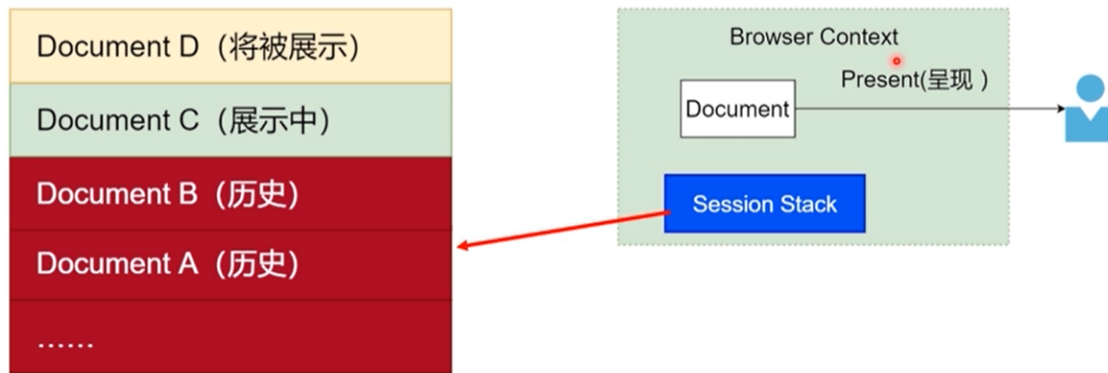 Document D（将被展示）
Document C（展示中）
Document B（历史）
Document A（历史）
……
Browser Context
Present(呈现 )
Document
Session Stack